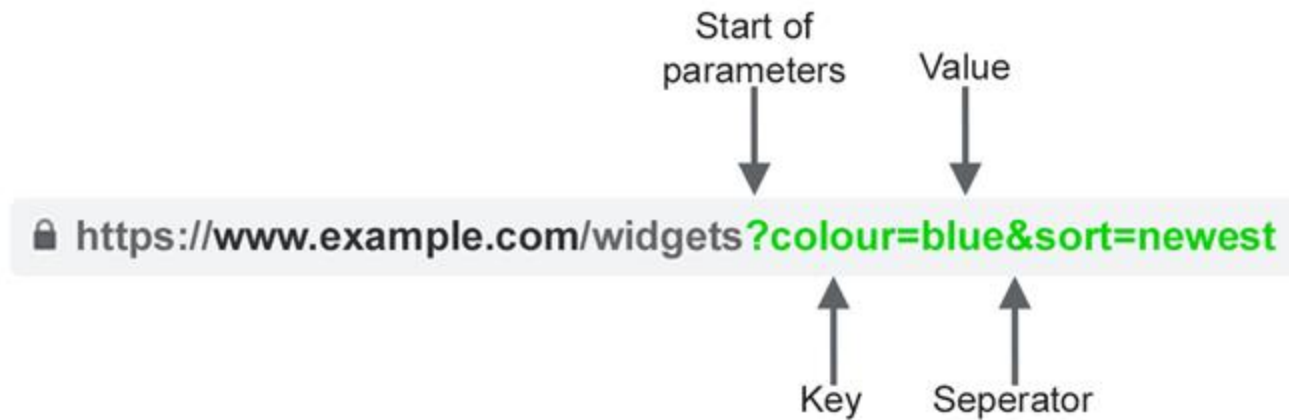 Start of
parameters
Value
https://www.example.com/widgets?colour=blue&sort=newest
Key
Seperator